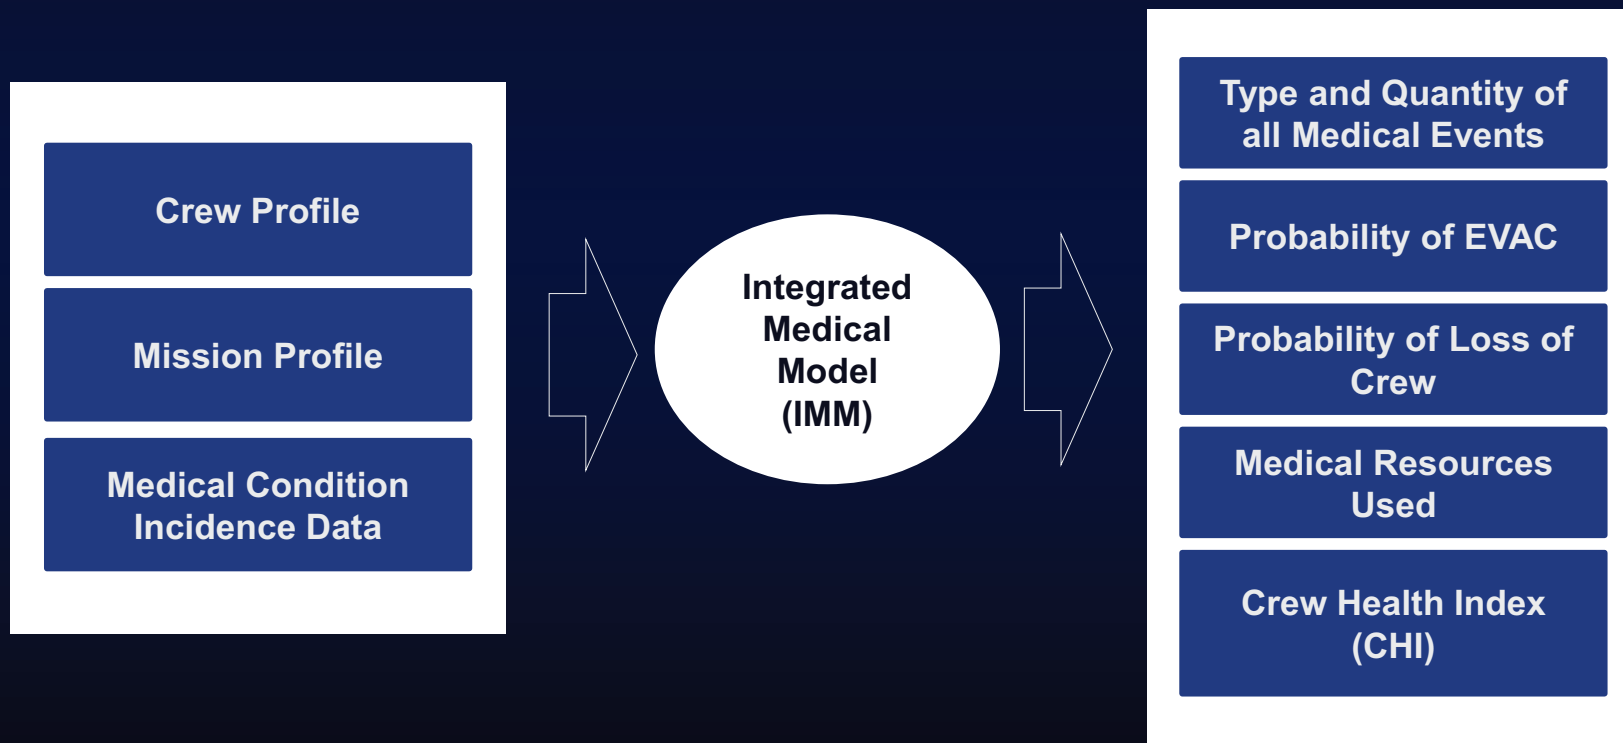 Crew Profile
Mission Profile
Medical Condition
Incidence Data
Integrated
Medical
Model
(IMM)
Type and Quantity of
all Medical Events
Probability of EVAC
Probability of Loss of
Crew
Medical Resources
Used
Crew Health Index
(CHI)